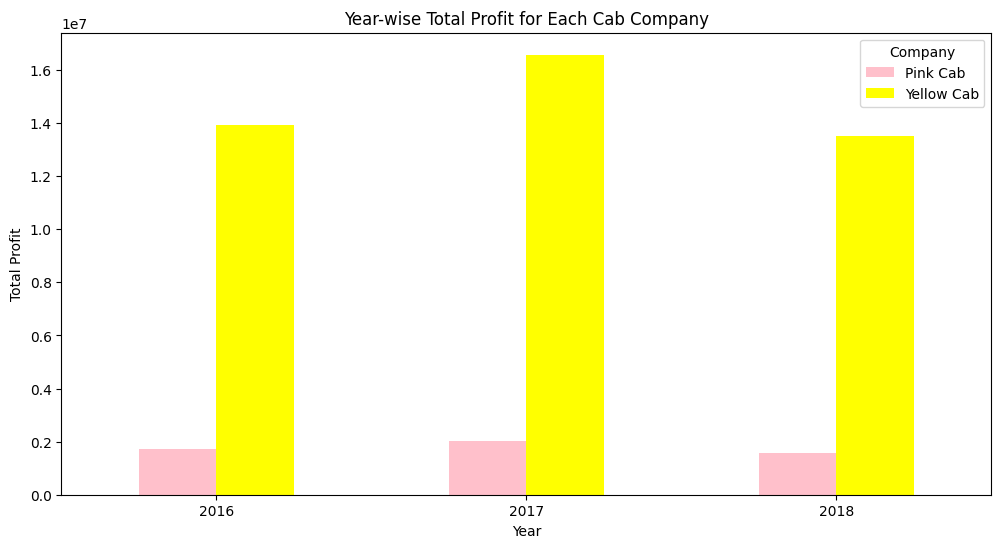 Year-wise Total Profit for Each Cab Company
1e7
Company
Pink Cab
Yellow Cab
1.6
1.4
1.2
1.0
0.8
0.6
0.4
0.2
0.0
Total Profit
2016
2017
2018
Year